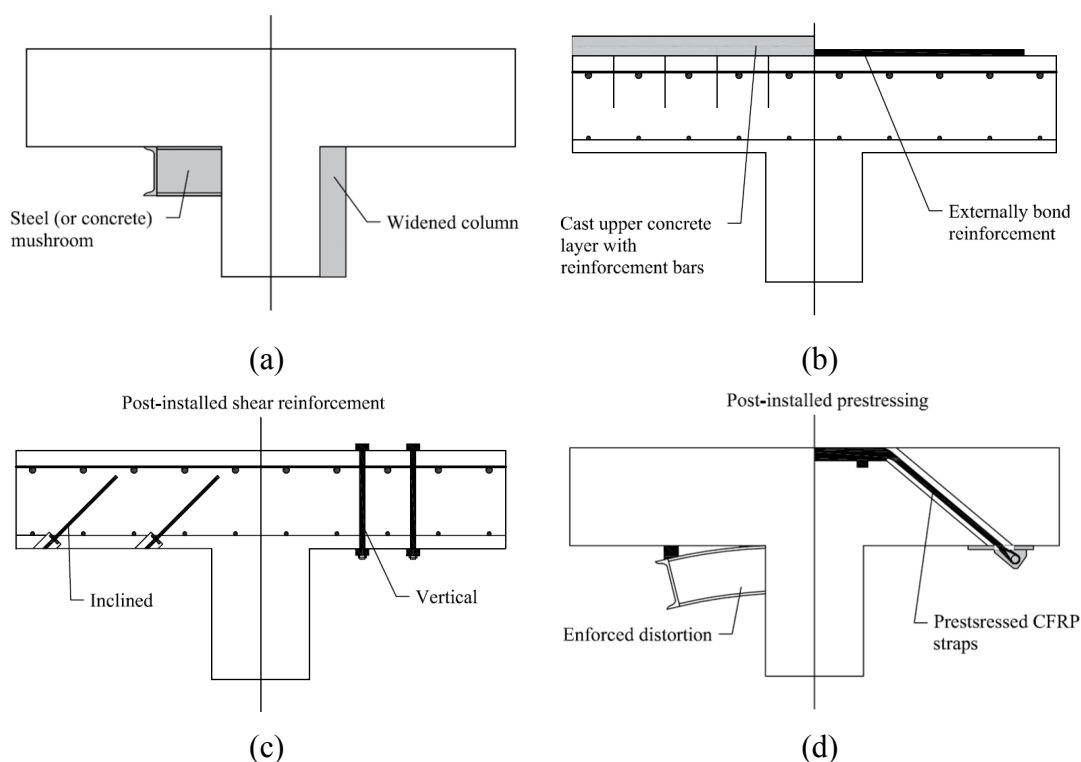 Steel (or concrete)
mushroom
Widened column
(a)
Cast upper concrete
layer with
reinforcement bars
Externally bond
reinforcement
(b)
Post-installed shear reinforcement
Inclined
Vertical
(c)
Post-installed prestressing
Enforced distortion
Prestsressed CFRP
straps
(d)